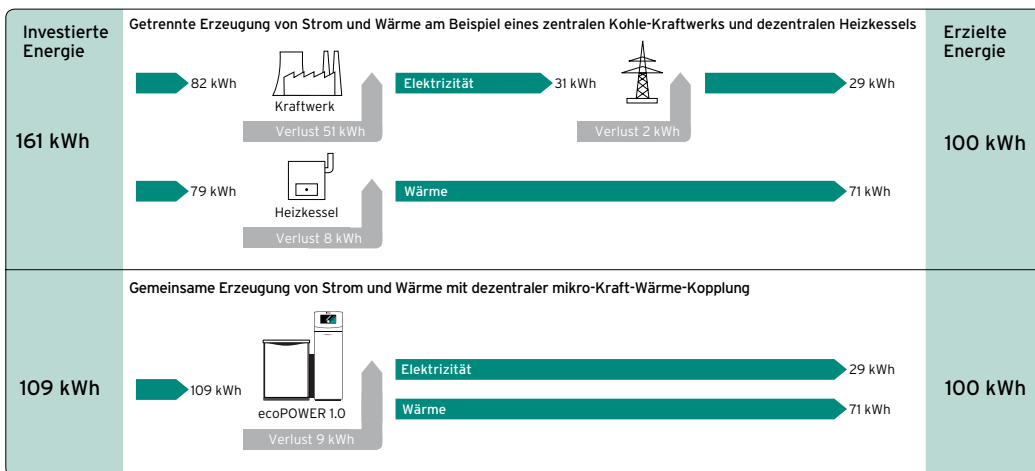 Investierte
Energie
Getrennte Erzeugung von Strom und Wärme am Beispiel eines zentralen Kohle-Kraftwerks und dezentralen Heizkessels
Erzielte
Energie
82 kWh
Kraftwerk
Verlust 51 kWh
Elektrizität
31 kWh
Verlust 2 kWh
29 kWh
161 kWh
100 kWh
79 kWh
Heizkessel
Verlust 8 kWh
Wärme
71 kWh
Gemeinsame Erzeugung von Strom und Wärme mit dezentraler mikro-Kraft-Wärme-Kopplung
109 kWh
109 kWh
ecoPOWER 1.0
Verlust 9 kWh
Elektrizität
29 kWh
Wärme
71 kWh
100 kWh